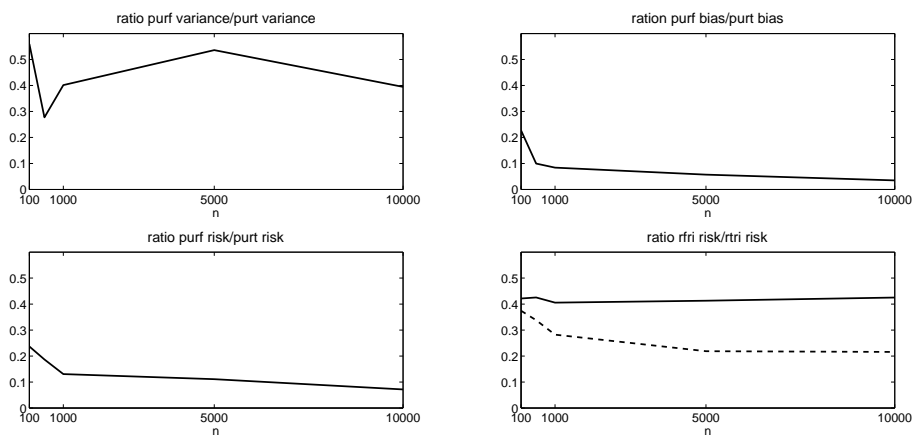 ratio purf variance/purt variance
0.5
0.4
0.3
0.2
0.1
0
100 1000 5000 10000
n
ration purf bias/purt bias
0.5
0.4
0.3
0.2
0.1
0
100 1000 5000 10000
n
ratio purf risk/purt risk
0.5
0.4
0.3
0.2
0.1
0
100 1000 5000 10000
n
ratio rfri risk/rtri risk
0.5
0.4
0.3
0.2
0.1
0
100 1000 5000 10000
n